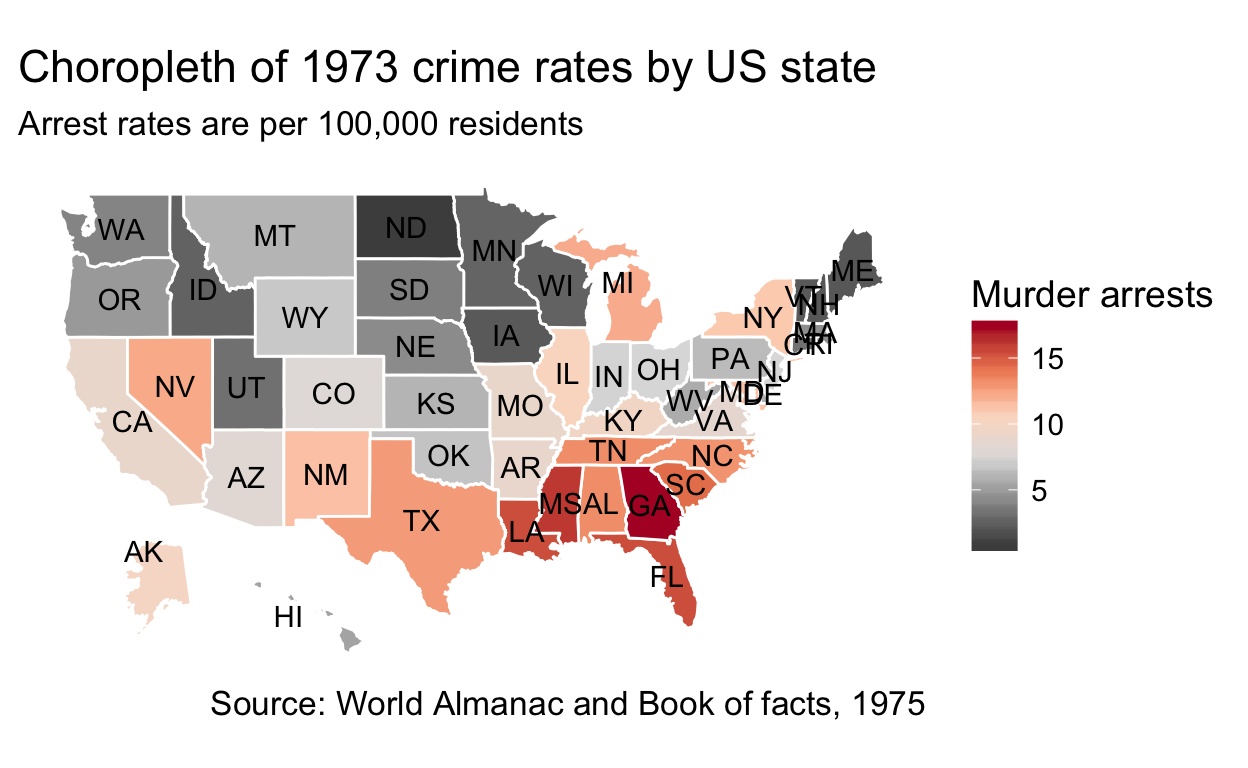 Choropleth of 1973 crime rates by US state
Arrest rates are per 100,000 residents
WA
MT
ND
MN
ME
OR
ID
SD
WI
MI
VT
NH
WY
NY
IA
MA
NE
CT
RI
NV
UT
CO
KS
MO
IL
IN
OH
PA
NJ
WV
MD
DE
CA
KY
VA
AZ
NM
OK
AR
TN
NC
SC
TX
LA
MS
AL
GA
AK
HI
FL
Murder arrests
15
10
5
Source: World Almanac and Book of facts, 1975